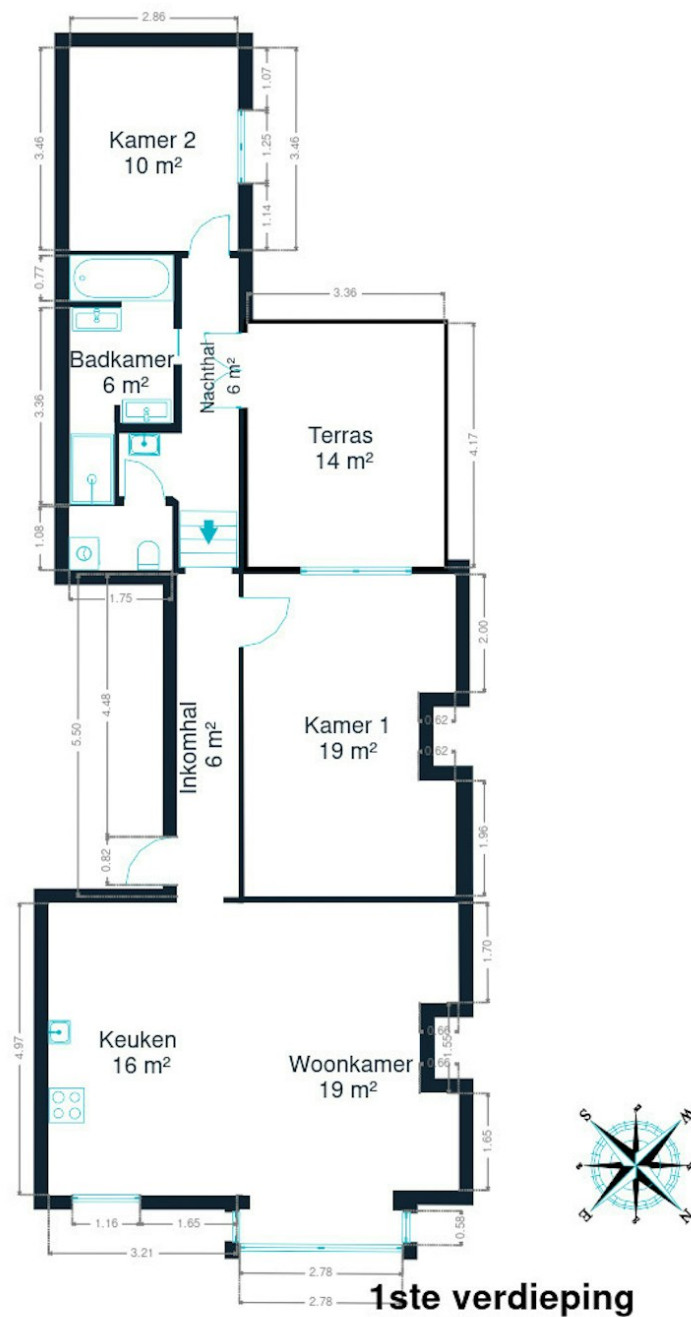 2.86
1.07
Kamer 2
10 m²
3.46
1.25
3.46
1.14
0.77
3.36
Badkamer
6 m²
Nachthal
6 m²
3.36
Terras
14 m²
4.17
1.08
1.75
2.00
4.48
5.50
Inkomhal
6 m²
Kamer 1
19 m²
0.62
0.62
0.82
1.96
1.70
4.97
Keuken
16 m²
Woonkamer
19 m²
0.66
1.55
0.66
1.65
S
W
E
N
1.16
1.65
0.58
3.21
2.78
2.78
1ste verdieping